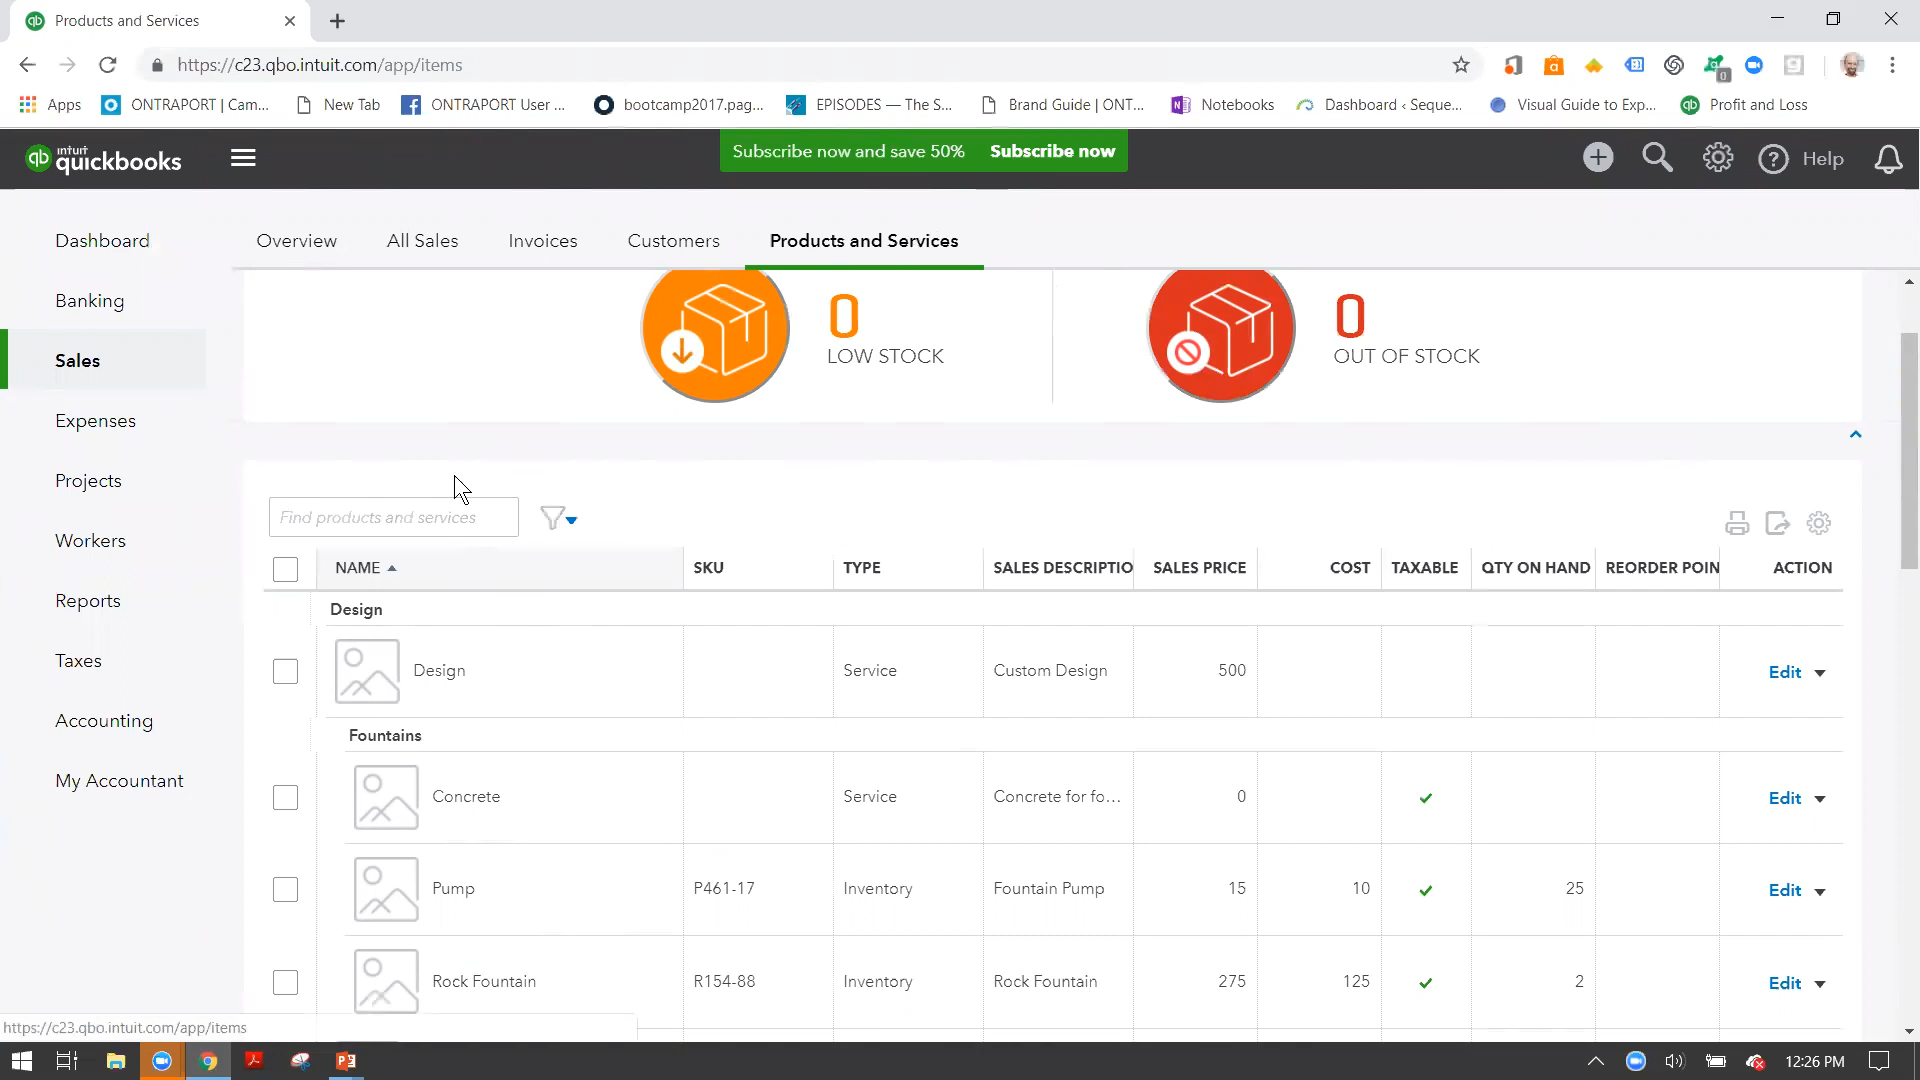 Products and Services
https://c23.qbo.intuit.com/app/items
Apps
ONTRAPORT | Cam...
New Tab
ONTRAPORT User ...
bootcamp2017.pag...
EPISODES — The S...
Brand Guide | ONT...
Notebooks
Dashboard ‹ Seque...
Visual Guide to Exp...
Profit and Loss
qb intuit quickbooks
Subscribe now and save 50% Subscribe now
Help
Dashboard
Banking
Sales
Expenses
Projects
Workers
Reports
Taxes
Accounting
My Accountant
Overview All Sales Invoices Customers Products and Services
0
LOW STOCK
0
OUT OF STOCK
Find products and services
NAME SKU TYPE SALES DESCRIPTIO SALES PRICE COST TAXABLE QTY ON HAND REORDER POIN ACTION
Design
Design Service Custom Design 500 Edit
Fountains
Concrete Service Concrete for fo... 0 Edit
Pump P461-17 Inventory Fountain Pump 15 10 25 Edit
Rock Fountain R154-88 Inventory Rock Fountain 275 125 2 Edit
https://c23.qbo.intuit.com/app/items
12:26 PM